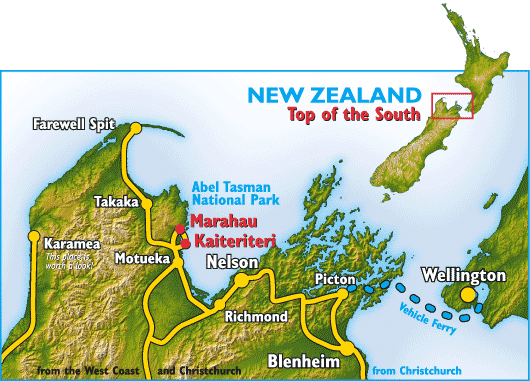 NEW ZEALAND
Top of the South
Farewell Spit
Takaka
Abel Tasman
National Park
Marahau
Kaiteriteri
Karamea
This place is
worth a look!
Motueka
Nelson
Picton
Wellington
Vehicle Ferry
Richmond
Blenheim
from the West Coast
and Christchurch
from Christchurch